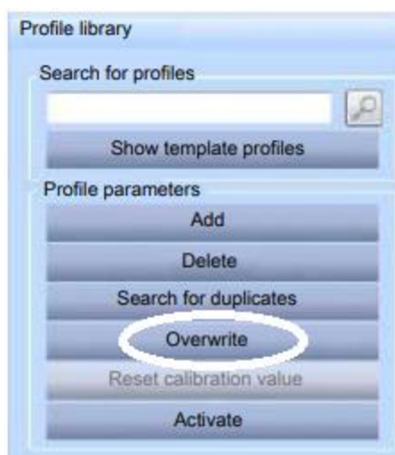 Profile library
Search for profiles
Show template profiles
Profile parameters
Add
Delete
Search for duplicates
Overwrite
Reset calibration value
Activate